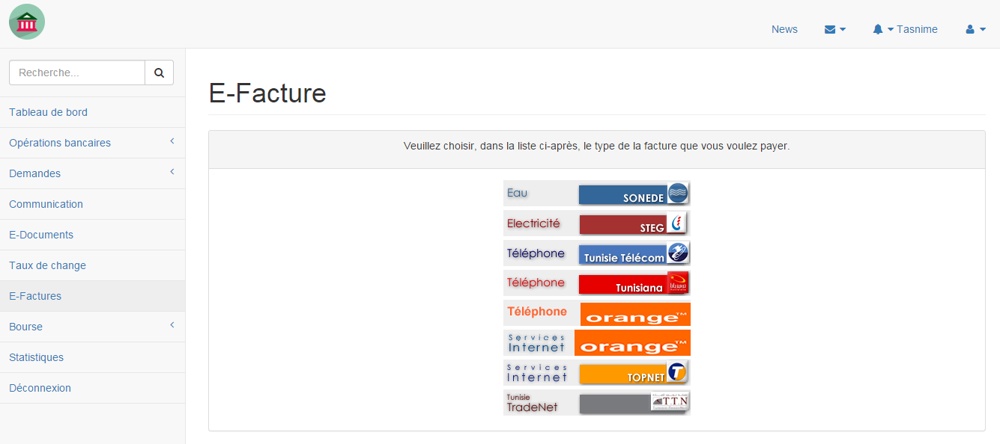 News
Tasnime
Recherche...
Tableau de bord
Opérations bancaires
Demandes
Communication
E-Documents
Taux de change
E-Factures
Bourse
Statistiques
Déconnexion
E-Facture
Veuillez choisir, dans la liste ci-après, le type de la facture que vous voulez payer.
Eau SONEDE
Electricité STEG
Téléphone Tunisie Télécom
Téléphone Tunisiana
Téléphone orange™
Services
Internet orange™
Services
Internet TOPNET
Tunisie
TradeNet TTN